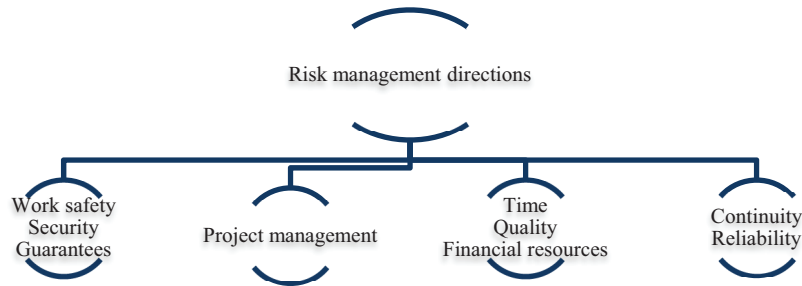 Risk management directions
Work safety
Security
Guarantees
Project management
Time
Quality
Financial resources
Continuity
Reliability